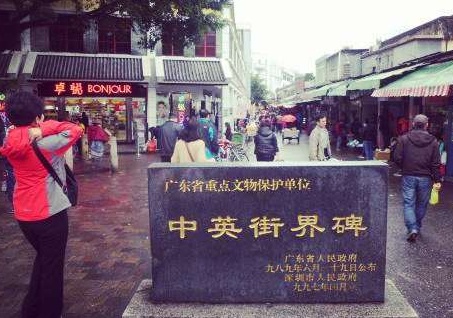 卓悦 BONJOUR
广东省重点文物保护单位
中英街界碑
广东省人民政府
一九八九年六月二十九日公布
深圳市人民政府
一九九七年四月立